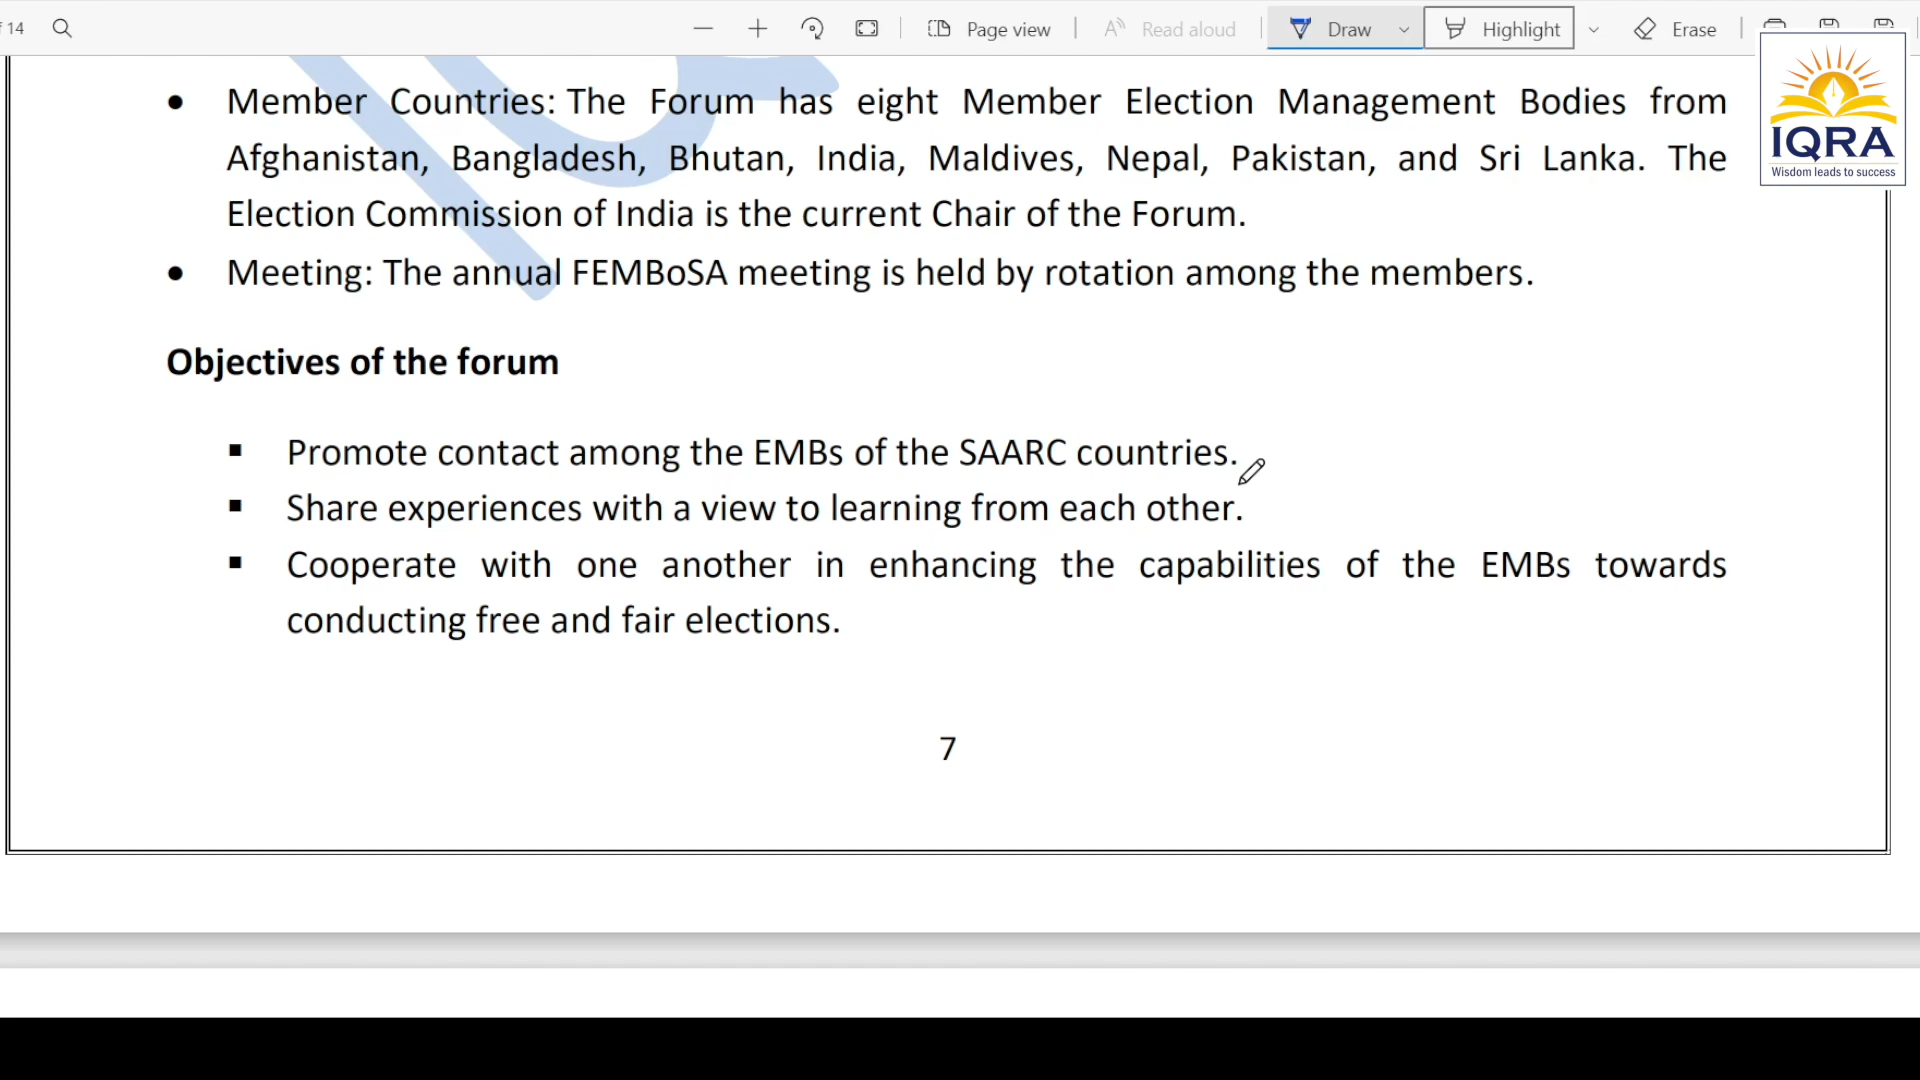 f 14
Page view
Read aloud
Draw
Highlight
Erase
IQRA
Wisdom leads to success
• Member Countries: The Forum has eight Member Election Management Bodies from
Afghanistan, Bangladesh, Bhutan, India, Maldives, Nepal, Pakistan, and Sri Lanka. The
Election Commission of India is the current Chair of the Forum.
• Meeting: The annual FEMBoSA meeting is held by rotation among the members.
Objectives of the forum
▪ Promote contact among the EMBs of the SAARC countries.
▪ Share experiences with a view to learning from each other.
▪ Cooperate with one another in enhancing the capabilities of the EMBs towards
conducting free and fair elections.
7